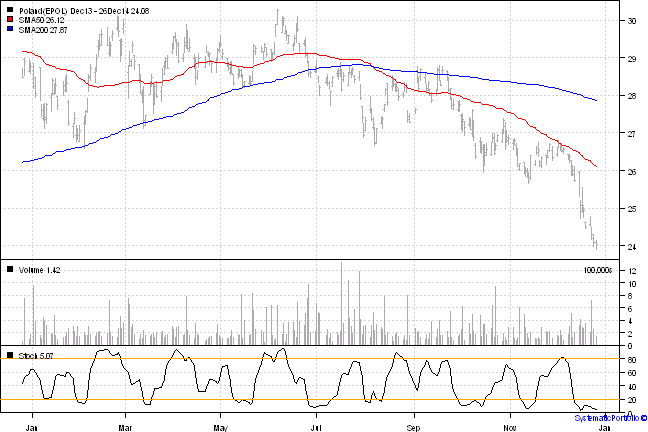 Poland(EPOL) Dec13 - 26Dec14 24.08
SMA50 26.12
SMA200 27.87
30
29
28
27
26
25
24
Volume 1.42
100,000s
12
10
8
6
4
2
0
Stoch 5.07
80
60
40
20
0
Jan Mar May Jul Sep Nov Jan
SystematicPortfolio ©